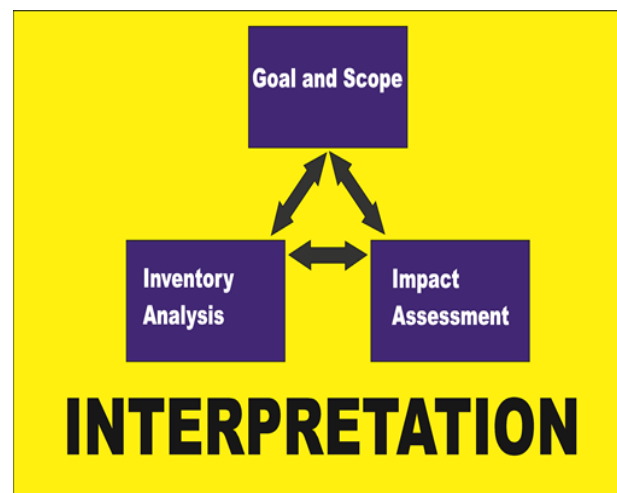 Goal and Scope
Inventory
Analysis
Impact
Assessment
INTERPRETATION